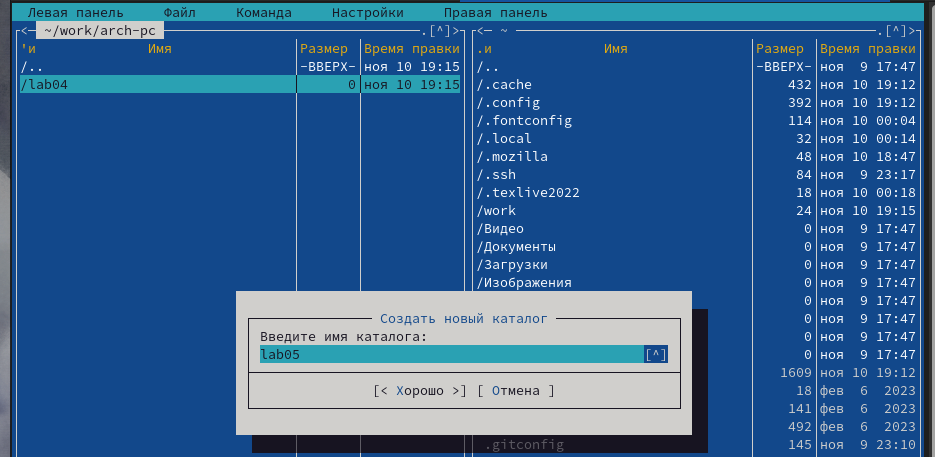 Левая панель Файл Команда Настройки Правая панель
<- ~/work/arch-pc .[^]>
'и Имя Размер Время правки
/.. -ВВЕРХ- ноя 10 19:15
/lab04 0 ноя 10 19:15
<- ~ .[^]>
.и Имя Размер Время правки
/.. -ВВЕРХ- ноя 9 17:47
/.cache 432 ноя 10 19:12
/.config 392 ноя 10 19:12
/.fontconfig 114 ноя 10 00:04
/.local 32 ноя 10 00:14
/.mozilla 48 ноя 10 18:47
/.ssh 84 ноя 9 23:17
/.texlive2022 18 ноя 10 00:18
/work 24 ноя 10 19:15
/Видео 0 ноя 9 17:47
/Документы 0 ноя 9 17:47
/Загрузки 0 ноя 9 17:47
/Изображения 0 ноя 9 17:47
0 ноя 9 17:47
0 ноя 9 17:47
0 ноя 9 17:47
0 ноя 9 17:47
1609 ноя 10 19:12
18 фев 6 2023
141 фев 6 2023
492 фев 6 2023
.gitconfig 145 ноя 9 23:10
Создать новый каталог
Введите имя каталога:
lab05 [^]
[< Хорошо >] [ Отмена ]